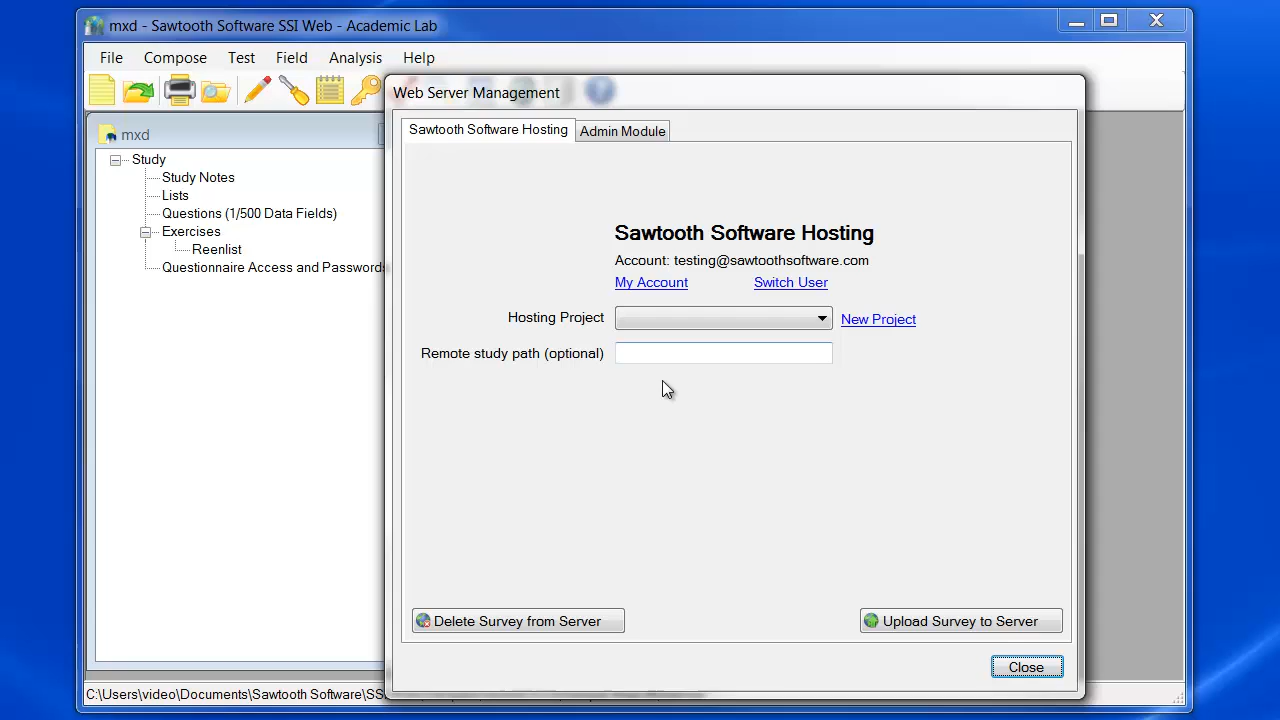 mxd - Sawtooth Software SSI Web - Academic Lab
File Compose Test Field Analysis Help
Web Server Management
mxd
Sawtooth Software Hosting Admin Module
Study
Study Notes
Lists
Questions (1/500 Data Fields)
Exercises
Reenlist
Questionnaire Access and Passwords
Sawtooth Software Hosting
Account: testing@sawtoothsoftware.com
My Account Switch User
Hosting Project New Project
Remote study path (optional)
Delete Survey from Server Upload Survey to Server
Close
C:\Users\video\Documents\Sawtooth Software\SS